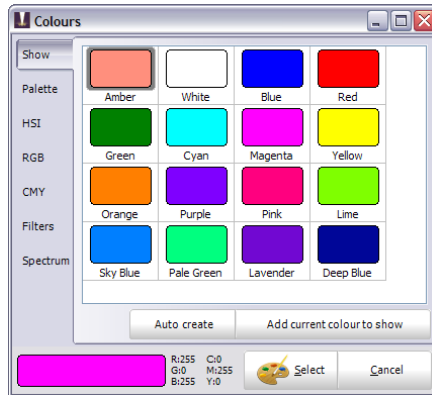 Colours
Show
Palette
HSI
RGB
CMY
Filters
Spectrum
Amber White Blue Red
Green Cyan Magenta Yellow
Orange Purple Pink Lime
Sky Blue Pale Green Lavender Deep Blue
Auto create Add current colour to show
R:255 C:0
G:0 M:255
B:255 Y:0
Select Cancel